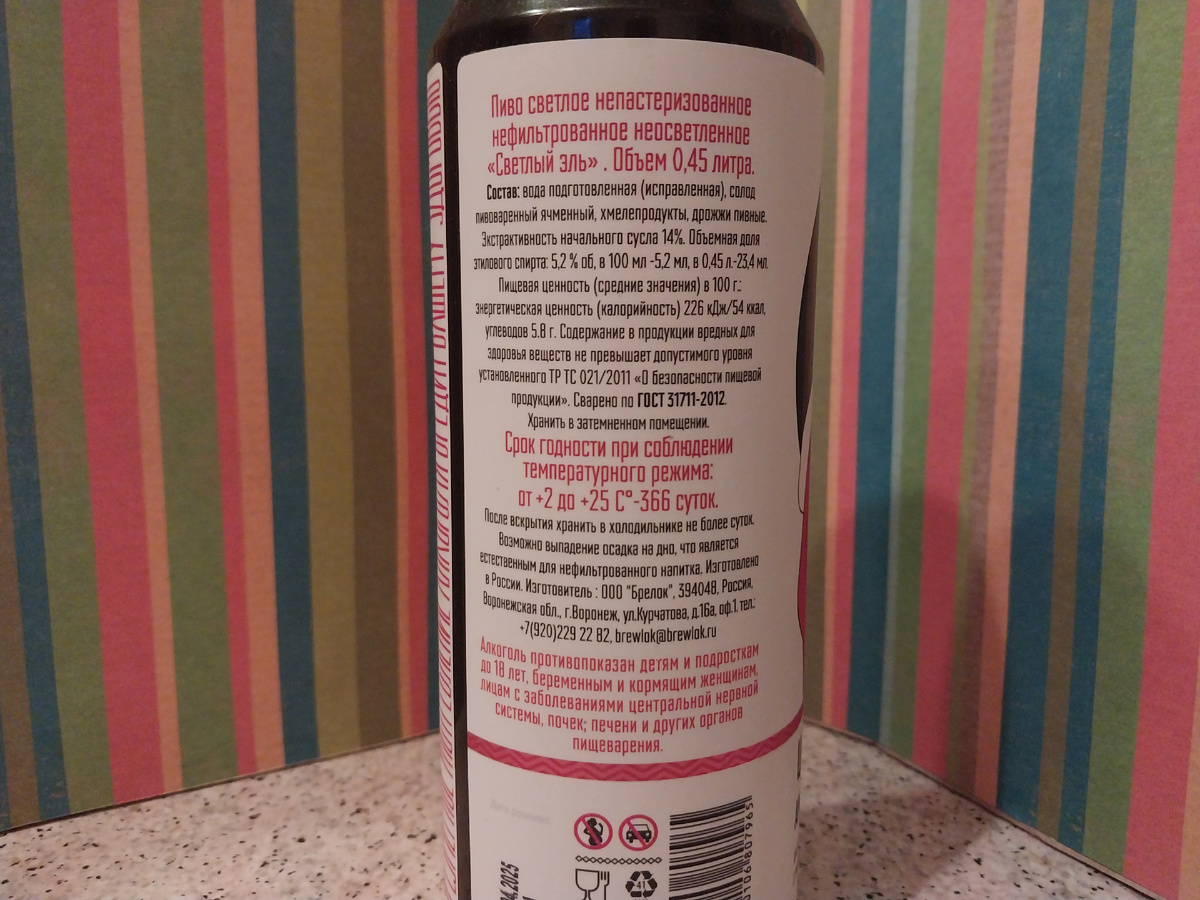 Пиво светлое непастеризованное
нефильтрованное неосветленное
«Светлый эль» . Объем 0,45 литра.
Состав: вода подготовленная (исправленная), солод
пивоваренный ячменный, хмелепродукты, дрожжи пивные.
Экстрактивность начального сусла 14%. Объемная доля
этилового спирта: 5,2 % об, в 100 мл -5,2 мл, в 0,45 л.-23,4 мл.
Пищевая ценность (средние значения) в 100 г.:
энергетическая ценность (калорийность) 226 кДж/54 ккал,
углеводов 5.8 г. Содержание в продукции вредных для
здоровья веществ не превышает допустимого уровня
установленного ТР ТС 021/2011 «О безопасности пищевой
продукции». Сварено по ГОСТ 31711-2012.
Хранить в затемненном помещении.
Срок годности при соблюдении
температурного режима:
от +2 до +25 С°-366 суток.
После вскрытия хранить в холодильнике не более суток.
Возможно выпадение осадка на дно, что является
естественным для нефильтрованного напитка. Изготовлено
в России. Изготовитель : ООО "Брелок", 394048, Россия,
Воронежская обл., г.Воронеж, ул.Курчатова, д.16а, оф.1. тел.:
+7(920)229 22 82, brewlok@brewlok.ru
Алкоголь противопоказан детям и подросткам
до 18 лет, беременным и кормящим женщинам,
лицам с заболеваниями центральной нервной
системы, почек; печени и других органов
пищеварения.
.2025
41
0106807965